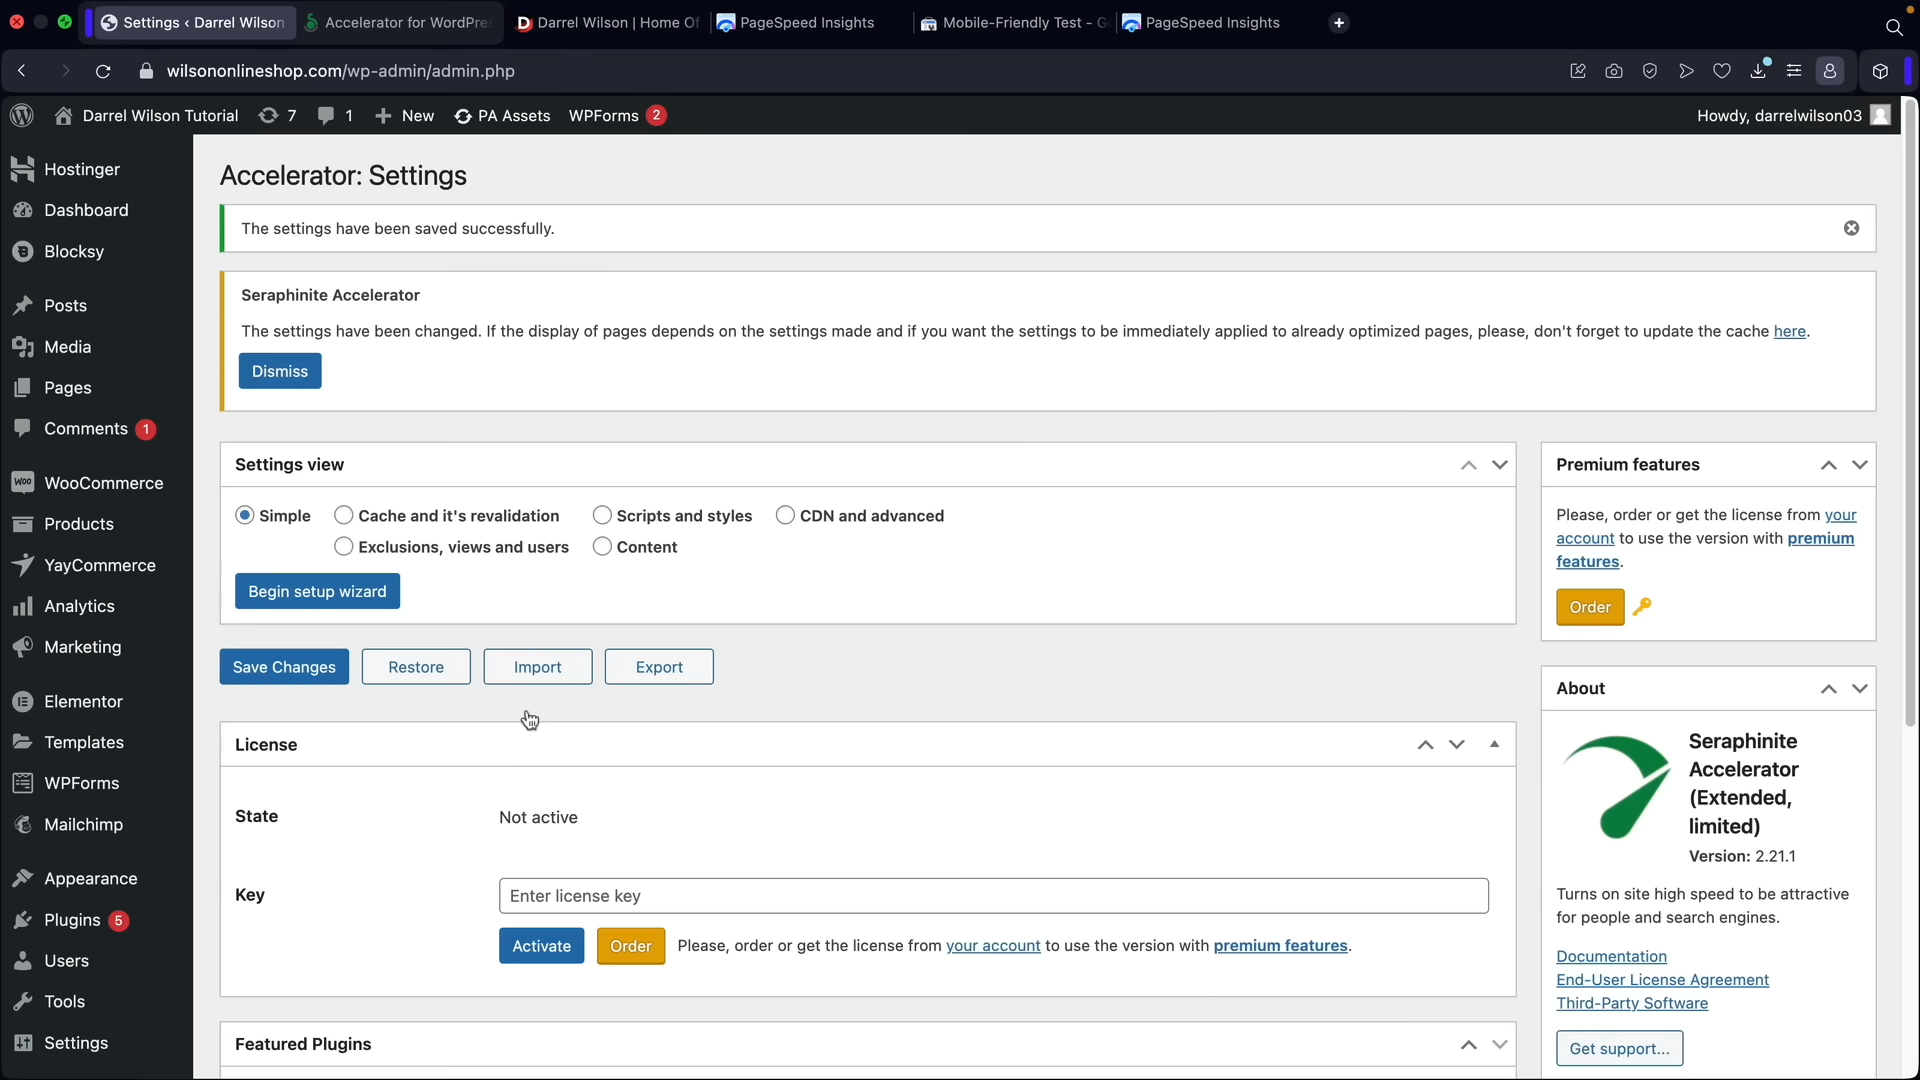 Settings < Darrel Wilson
Accelerator for WordPre
Darrel Wilson | Home Of
PageSpeed Insights
Mobile-Friendly Test - G
PageSpeed Insights
wilsononlineshop.com/wp-admin/admin.php
Darrel Wilson Tutorial
7
1
New
PA Assets
WPForms 2
Howdy, darrelwilson03
Hostinger
Dashboard
Blocksy
Posts
Media
Pages
Comments 1
WooCommerce
Products
YayCommerce
Analytics
Marketing
Elementor
Templates
WPForms
Mailchimp
Appearance
Plugins 5
Users
Tools
Settings
Accelerator: Settings
The settings have been saved successfully.
Seraphinite Accelerator
The settings have been changed. If the display of pages depends on the settings made and if you want the settings to be immediately applied to already optimized pages, please, don't forget to update the cache here.
Dismiss
Settings view
Simple
Cache and it's revalidation
Scripts and styles
CDN and advanced
Exclusions, views and users
Content
Begin setup wizard
Save Changes
Restore
Import
Export
License
State
Not active
Key
Enter license key
Activate
Order
Please, order or get the license from your account to use the version with premium features.
Featured Plugins
Premium features
Please, order or get the license from your
account to use the version with premium
features.
Order
About
Seraphinite
Accelerator
(Extended,
limited)
Version: 2.21.1
Turns on site high speed to be attractive
for people and search engines.
Documentation
End-User License Agreement
Third-Party Software
Get support...